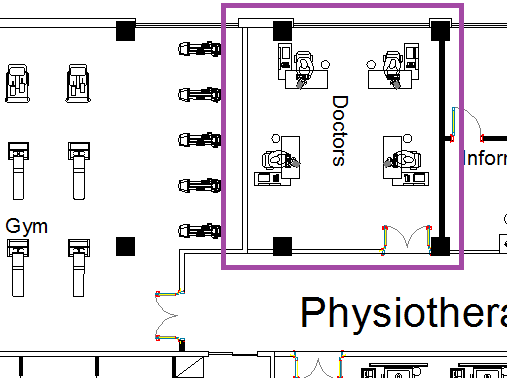 Doctors
Inform
Gym
Physiothera